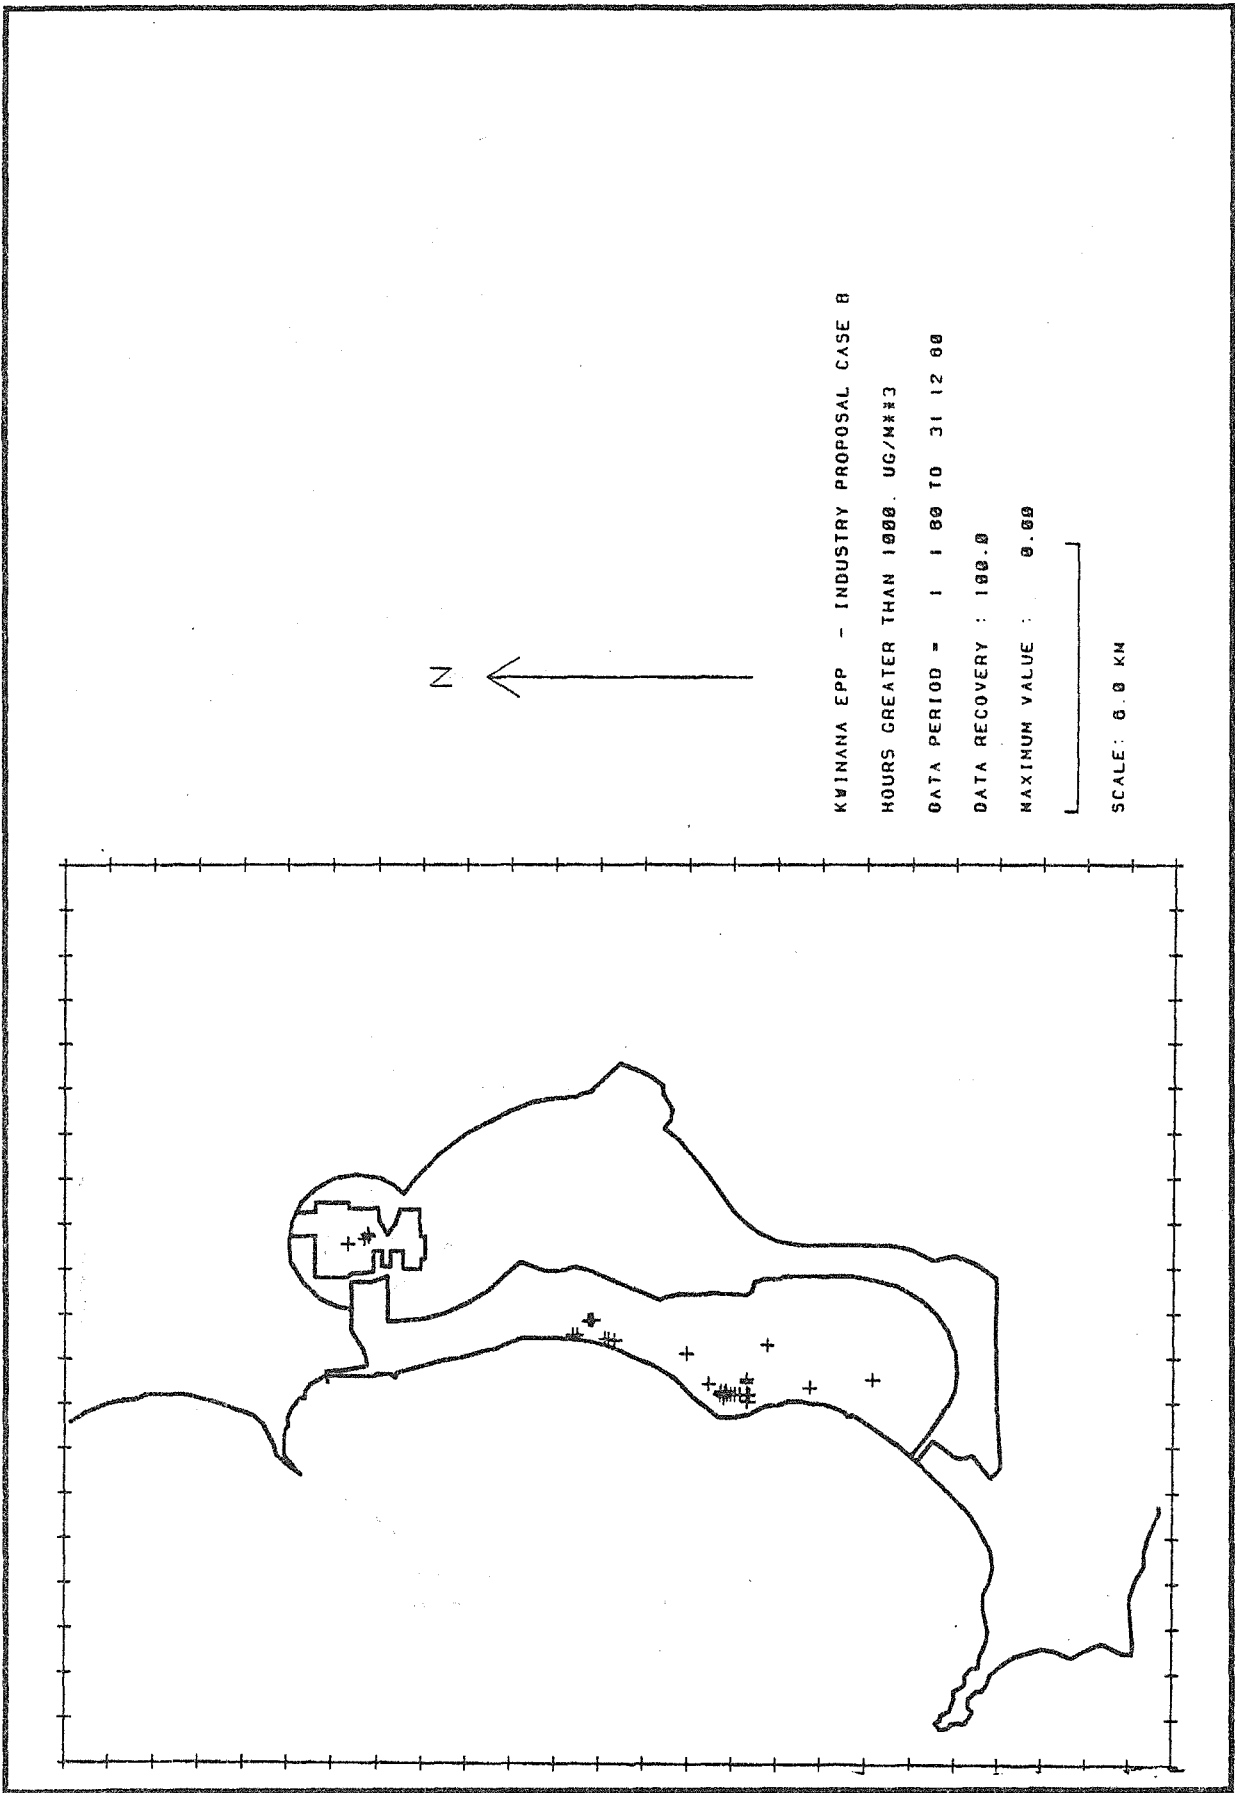 N
KWINANA EPP - INDUSTRY PROPOSAL CASE B
HOURS GREATER THAN 1000. UG/M**3
DATA PERIOD = 1 1 80 TO 31 12 80
DATA RECOVERY : 100.0
MAXIMUM VALUE : 0.00
SCALE: 6.0 KM